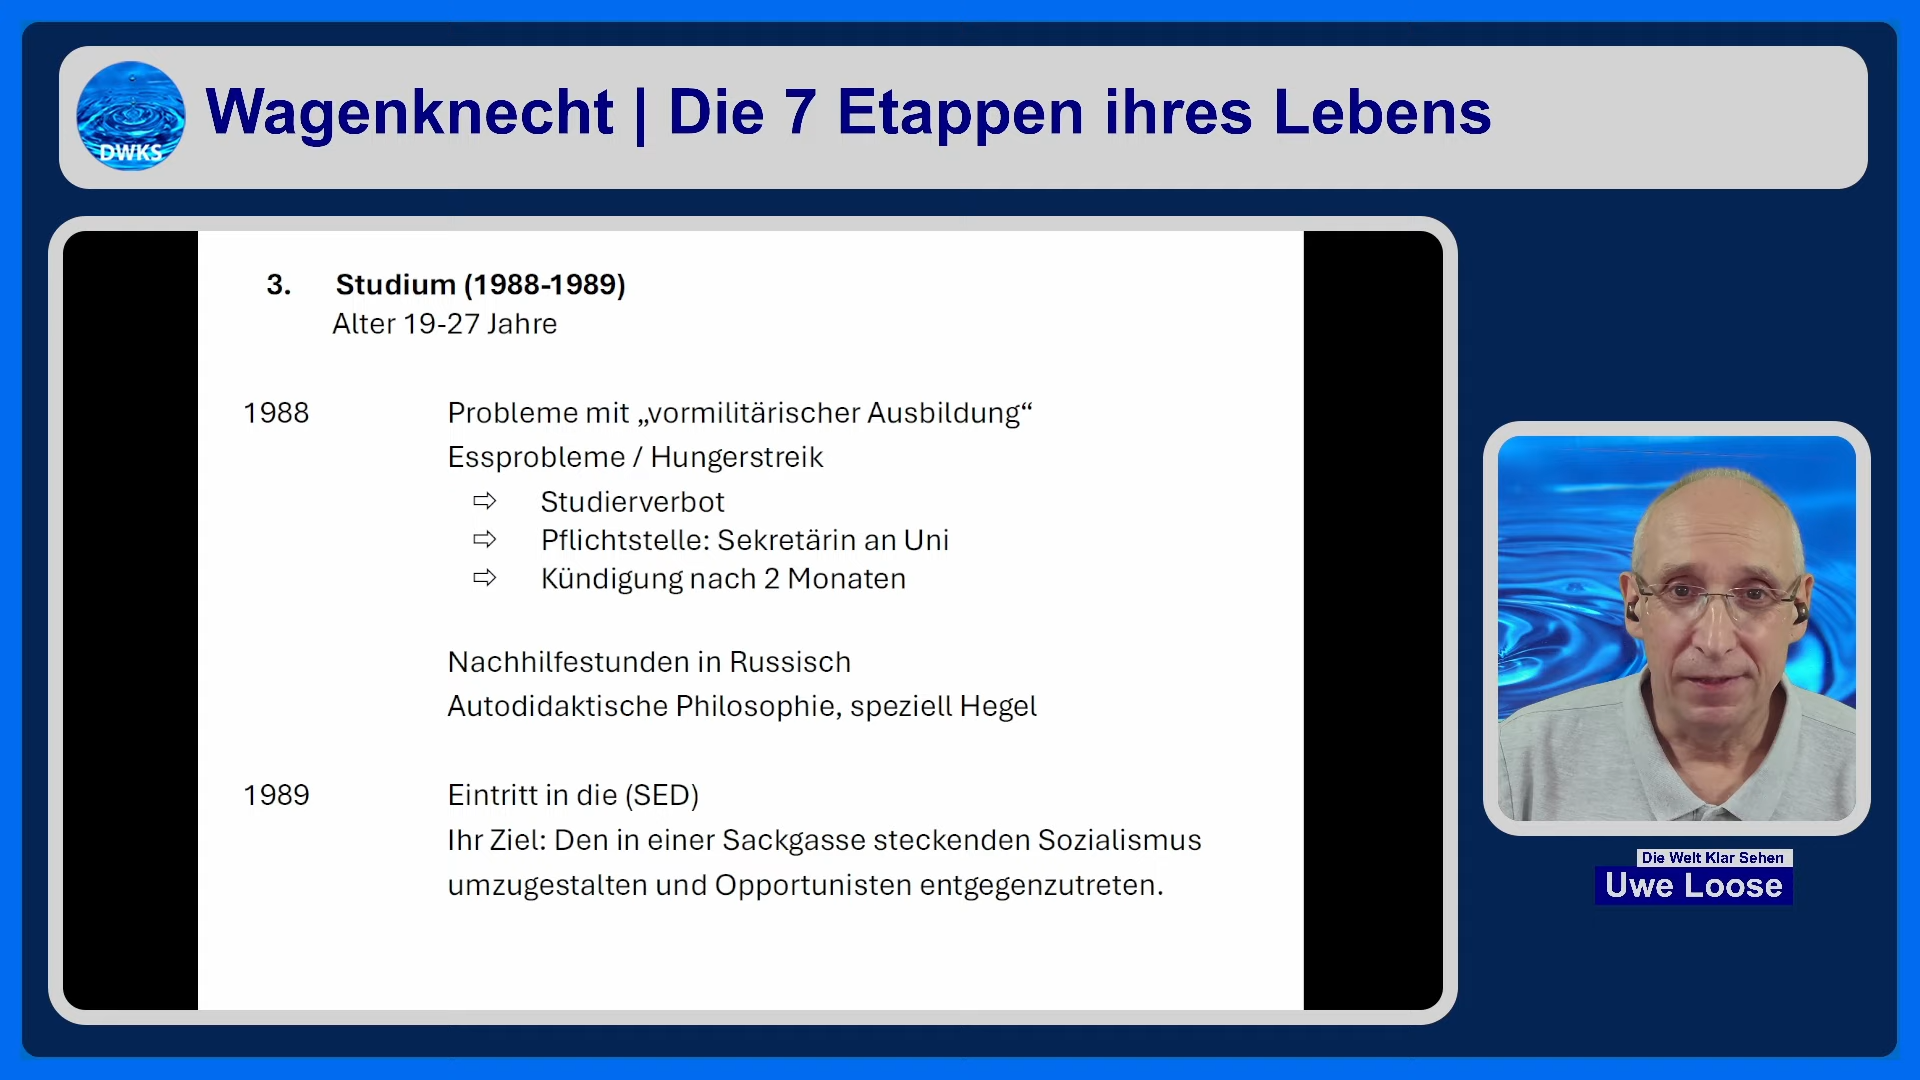 DWKS
Wagenknecht | Die 7 Etappen ihres Lebens
3. Studium (1988-1989)
Alter 19-27 Jahre
1988 Probleme mit „vormilitärischer Ausbildung“
Essprobleme / Hungerstreik
⇨ Studierverbot
⇨ Pflichtstelle: Sekretärin an Uni
⇨ Kündigung nach 2 Monaten
Nachhilfestunden in Russisch
Autodidaktische Philosophie, speziell Hegel
1989 Eintritt in die (SED)
Ihr Ziel: Den in einer Sackgasse steckenden Sozialismus
umzugestalten und Opportunisten entgegenzutreten.
Die Welt Klar Sehen
Uwe Loose